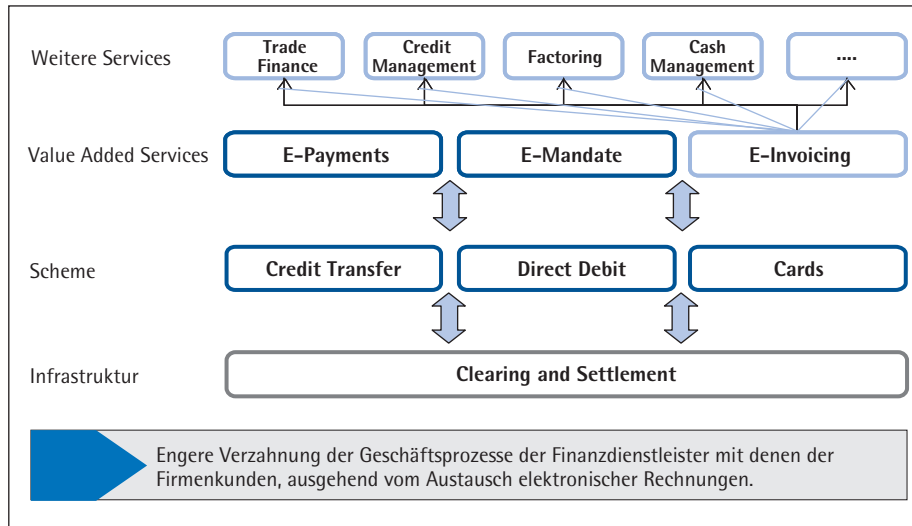 Weitere Services
Trade
Finance
Credit
Management
Factoring
Cash
Management
....
Value Added Services
E-Payments
E-Mandate
E-Invoicing
Scheme
Credit Transfer
Direct Debit
Cards
Infrastruktur
Clearing and Settlement
Engere Verzahnung der Geschäftsprozesse der Finanzdienstleister mit denen der
Firmenkunden, ausgehend vom Austausch elektronischer Rechnungen.